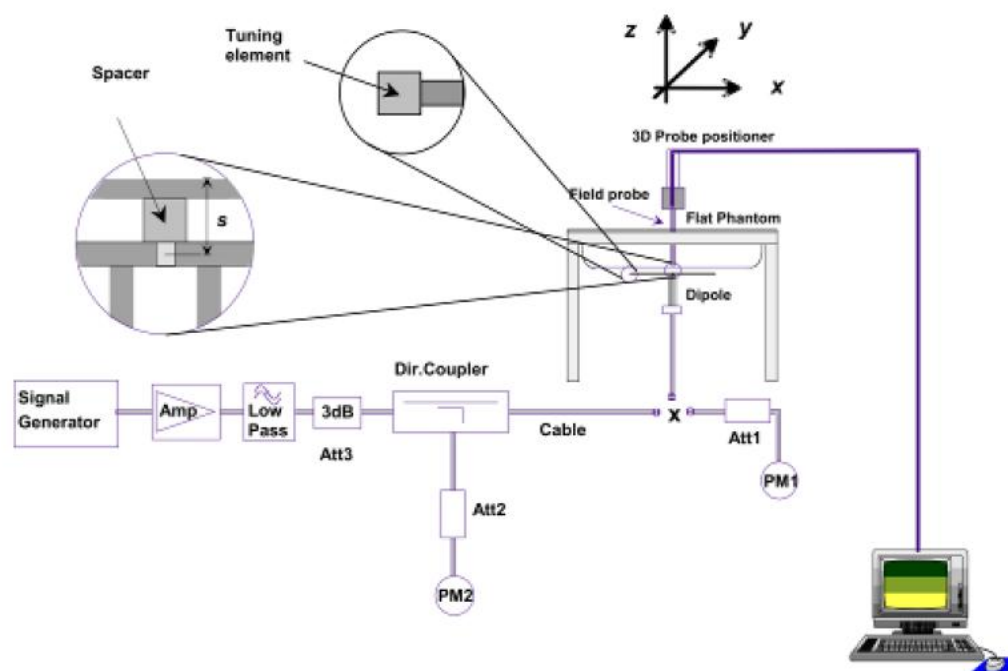 Tuning
element
z
y
x
Spacer
3D Probe positioner
Field probe
Flat Phantom
s
Dipole
Dir.Coupler
Signal
Generator
Amp
Low
Pass
3dB
Att3
Cable
x
Att1
PM1
Att2
PM2